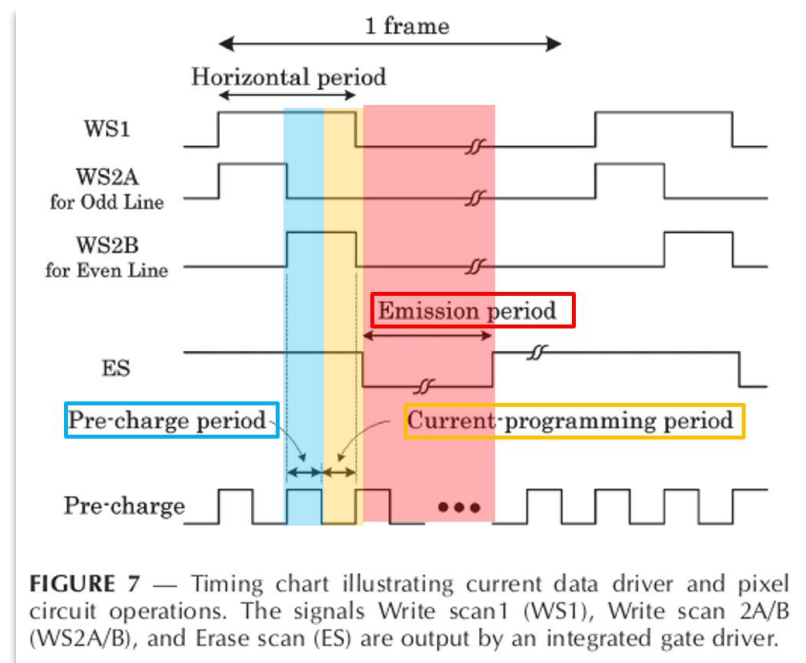 1 frame
Horizontal period
WS1
WS2A
for Odd Line
WS2B
for Even Line
Emission period
ES
Pre-charge period
Current-programming period
Pre-charge
FIGURE 7 — Timing chart illustrating current data driver and pixel
circuit operations. The signals Write scan1 (WS1), Write scan 2A/B
(WS2A/B), and Erase scan (ES) are output by an integrated gate driver.